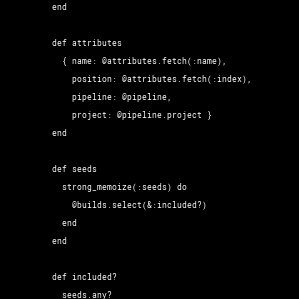 end
def attributes
{ name: @attributes.fetch(:name),
position: @attributes.fetch(:index),
pipeline: @pipeline,
project: @pipeline.project }
end
def seeds
strong_memoize(:seeds) do
@builds.select(&:included?)
end
end
def included?
seeds.any?